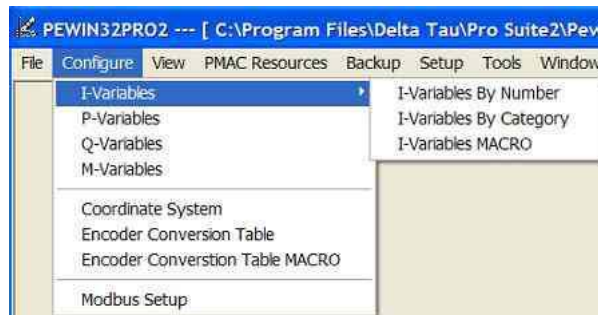 PEWIN32PRO2 --- [ C:\Program Files\Delta Tau\Pro Suite2\Pew
File Configure View PMAC Resources Backup Setup Tools Window
I-Variables
P-Variables
Q-Variables
M-Variables
Coordinate System
Encoder Conversion Table
Encoder Converstion Table MACRO
Modbus Setup
I-Variables By Number
I-Variables By Category
I-Variables MACRO